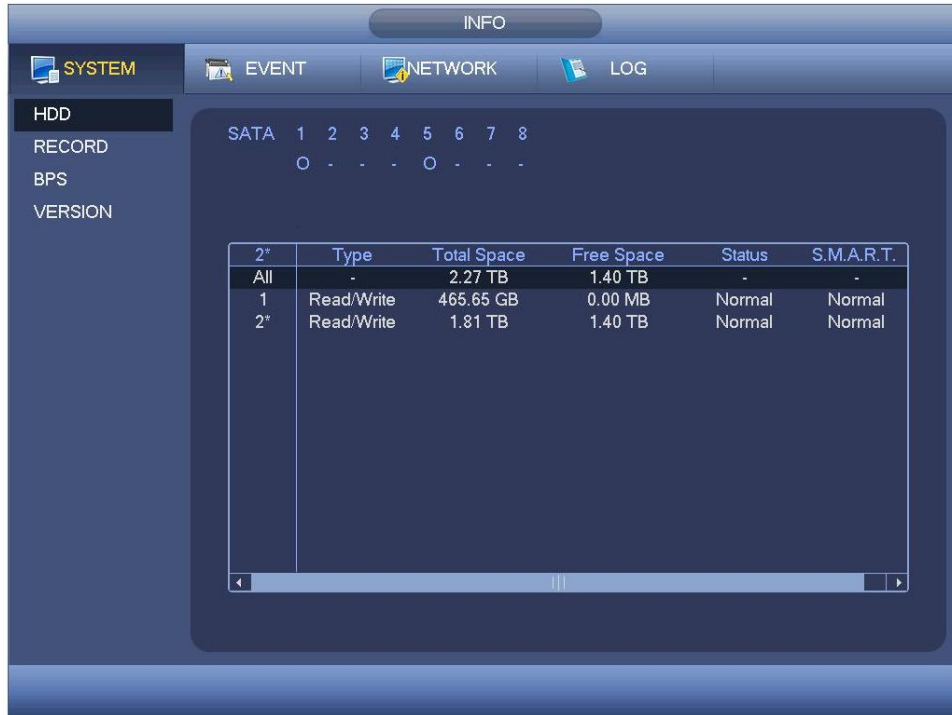 INFO
SYSTEM EVENT NETWORK LOG
HDD
RECORD
BPS
VERSION
SATA 1 2 3 4 5 6 7 8
O - - - O - - -
2* Type Total Space Free Space Status S.M.A.R.T.
All - 2.27 TB 1.40 TB - -
1 Read/Write 465.65 GB 0.00 MB Normal Normal
2* Read/Write 1.81 TB 1.40 TB Normal Normal